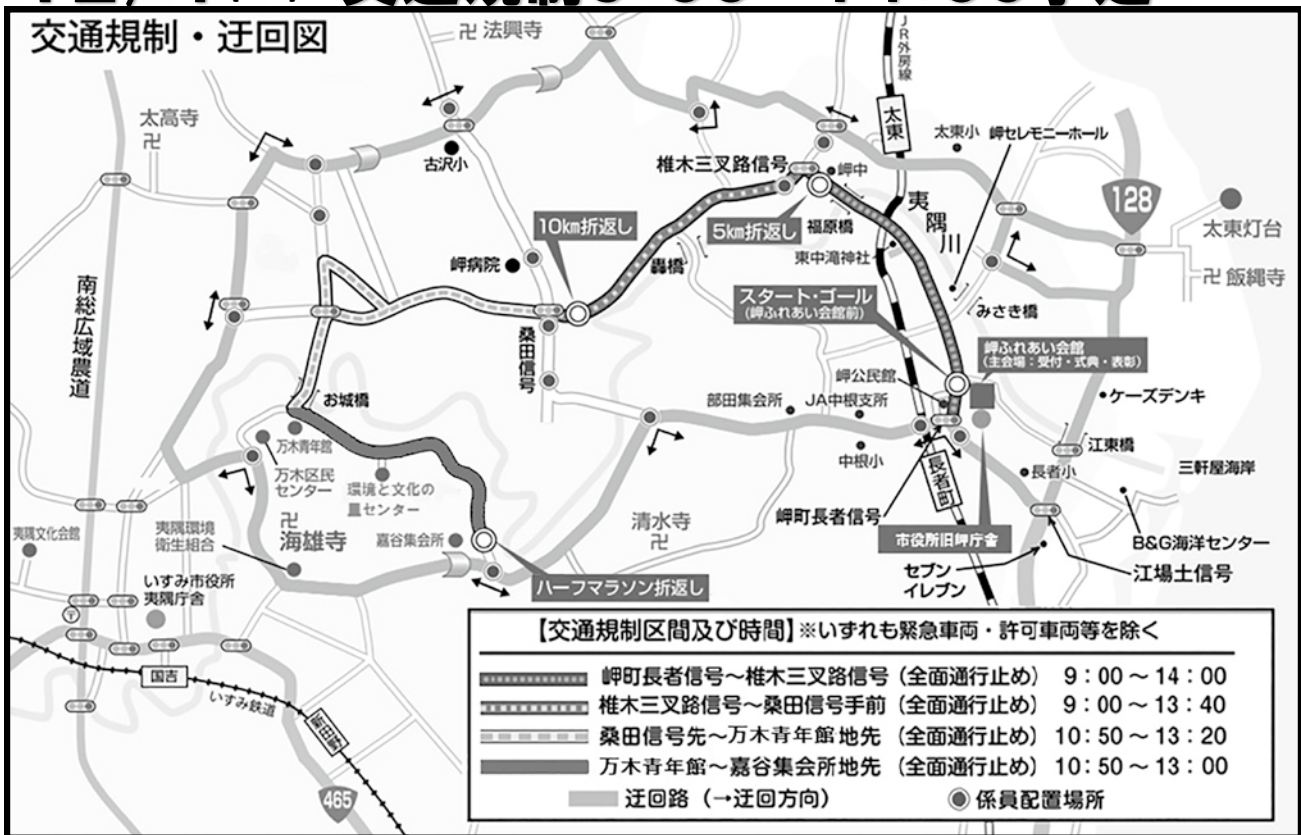 交通規制・迂回図
卍 法興寺
JR外房線
太高寺
卍
太東
太東小
岬セレモニーホール
古沢小
椎木三叉路信号
岬中
128
夷隅川
10km折返し
5km折返し
福原橋
太東灯台
岬病院
轟橋
東中滝神社
卍 飯縄寺
南総広域農道
スタート・ゴール
(岬ふれあい会館前)
みさき橋
桑田信号
岬ふれあい会館
(主会場：受付・式典・表彰)
岬公民館
お城橋
部田集会所
JA中根支所
ケーズデンキ
万木青年館
江東橋
万木区民
センター
中根小
長者町
長者小
三軒屋海岸
環境と文化の
里センター
岬町長者信号
夷隅文化会館
夷隅環境
衛生組合
卍
海雄寺
嘉谷集会所
清水寺
卍
市役所旧岬庁舎
B&G海洋センター
セブン
イレブン
江場土信号
いすみ市役所
夷隅庁舎
ハーフマラソン折返し
〒
国吉
いすみ鉄道
新田野
465
【交通規制区間及び時間】※いずれも緊急車両・許可車両等を除く
岬町長者信号～椎木三叉路信号（全面通行止め） 9：00～14：00
椎木三叉路信号～桑田信号手前（全面通行止め） 9：00～13：40
桑田信号先～万木青年館地先（全面通行止め） 10：50～13：20
万木青年館～嘉谷集会所地先（全面通行止め） 10：50～13：00
迂回路（→迂回方向）
係員配置場所